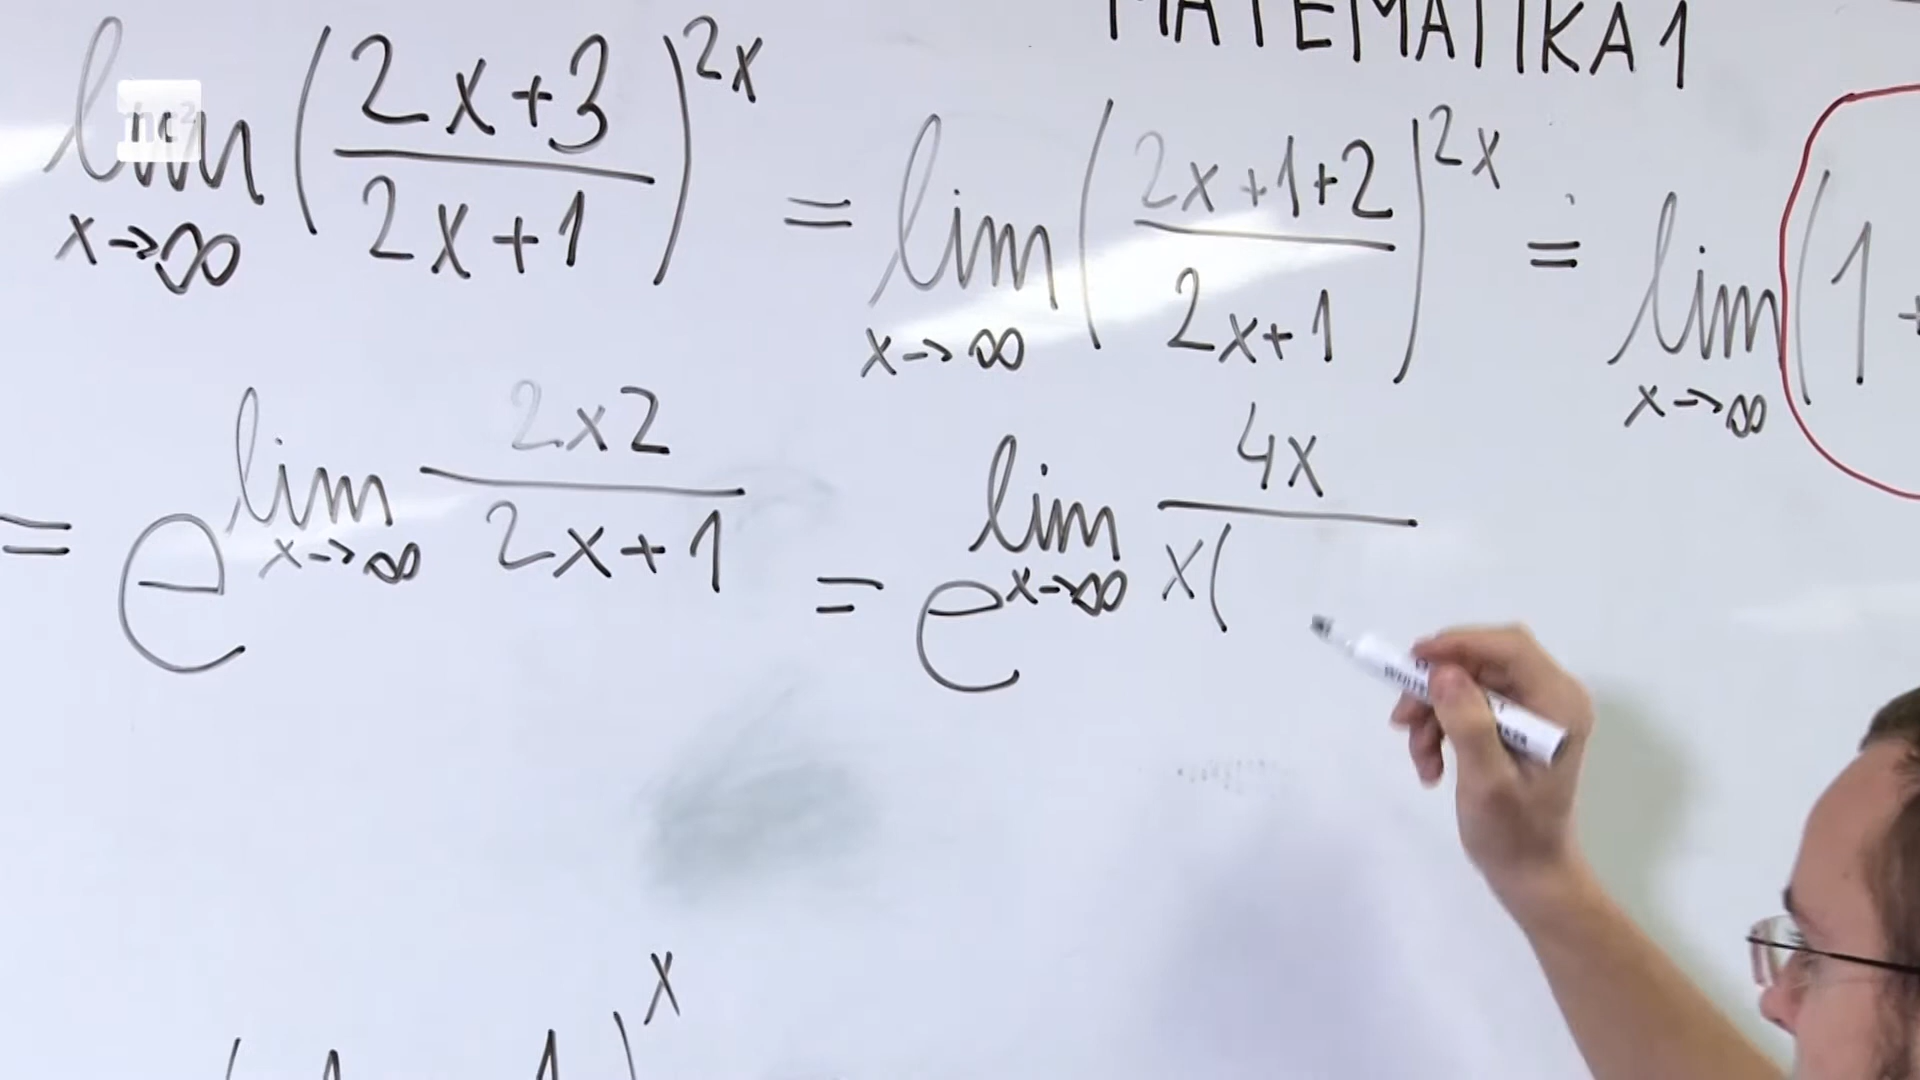 MATEMATIKA 1
lim x→∞ (2x+3 / 2x+1)^2x = lim x→∞ (2x+1+2 / 2x+1)^2x = lim x→∞ (1 +
= e^lim x→∞ 2x2 / 2x+1 = e^lim x→∞ 4x / x(
x